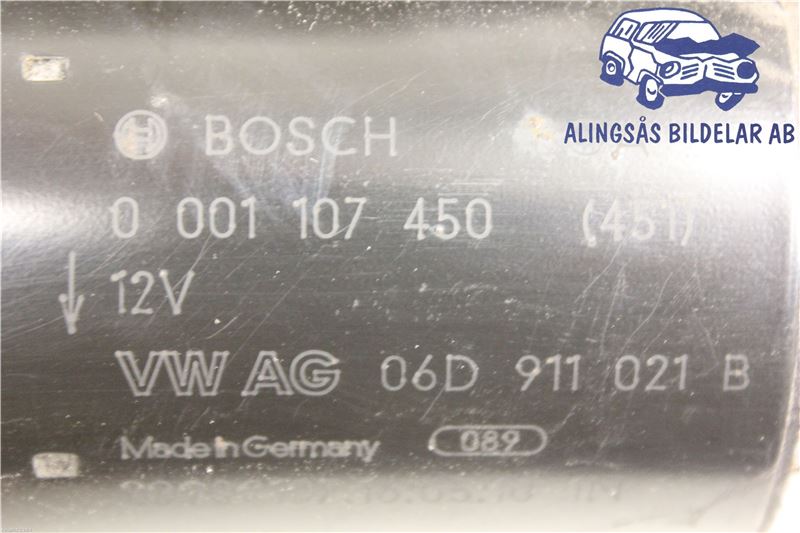 ALINGSÅS BILDELAR AB
BOSCH
0 001 107 450 (451)
12V
VW AG 06D 911 021 B
Made in Germany 089